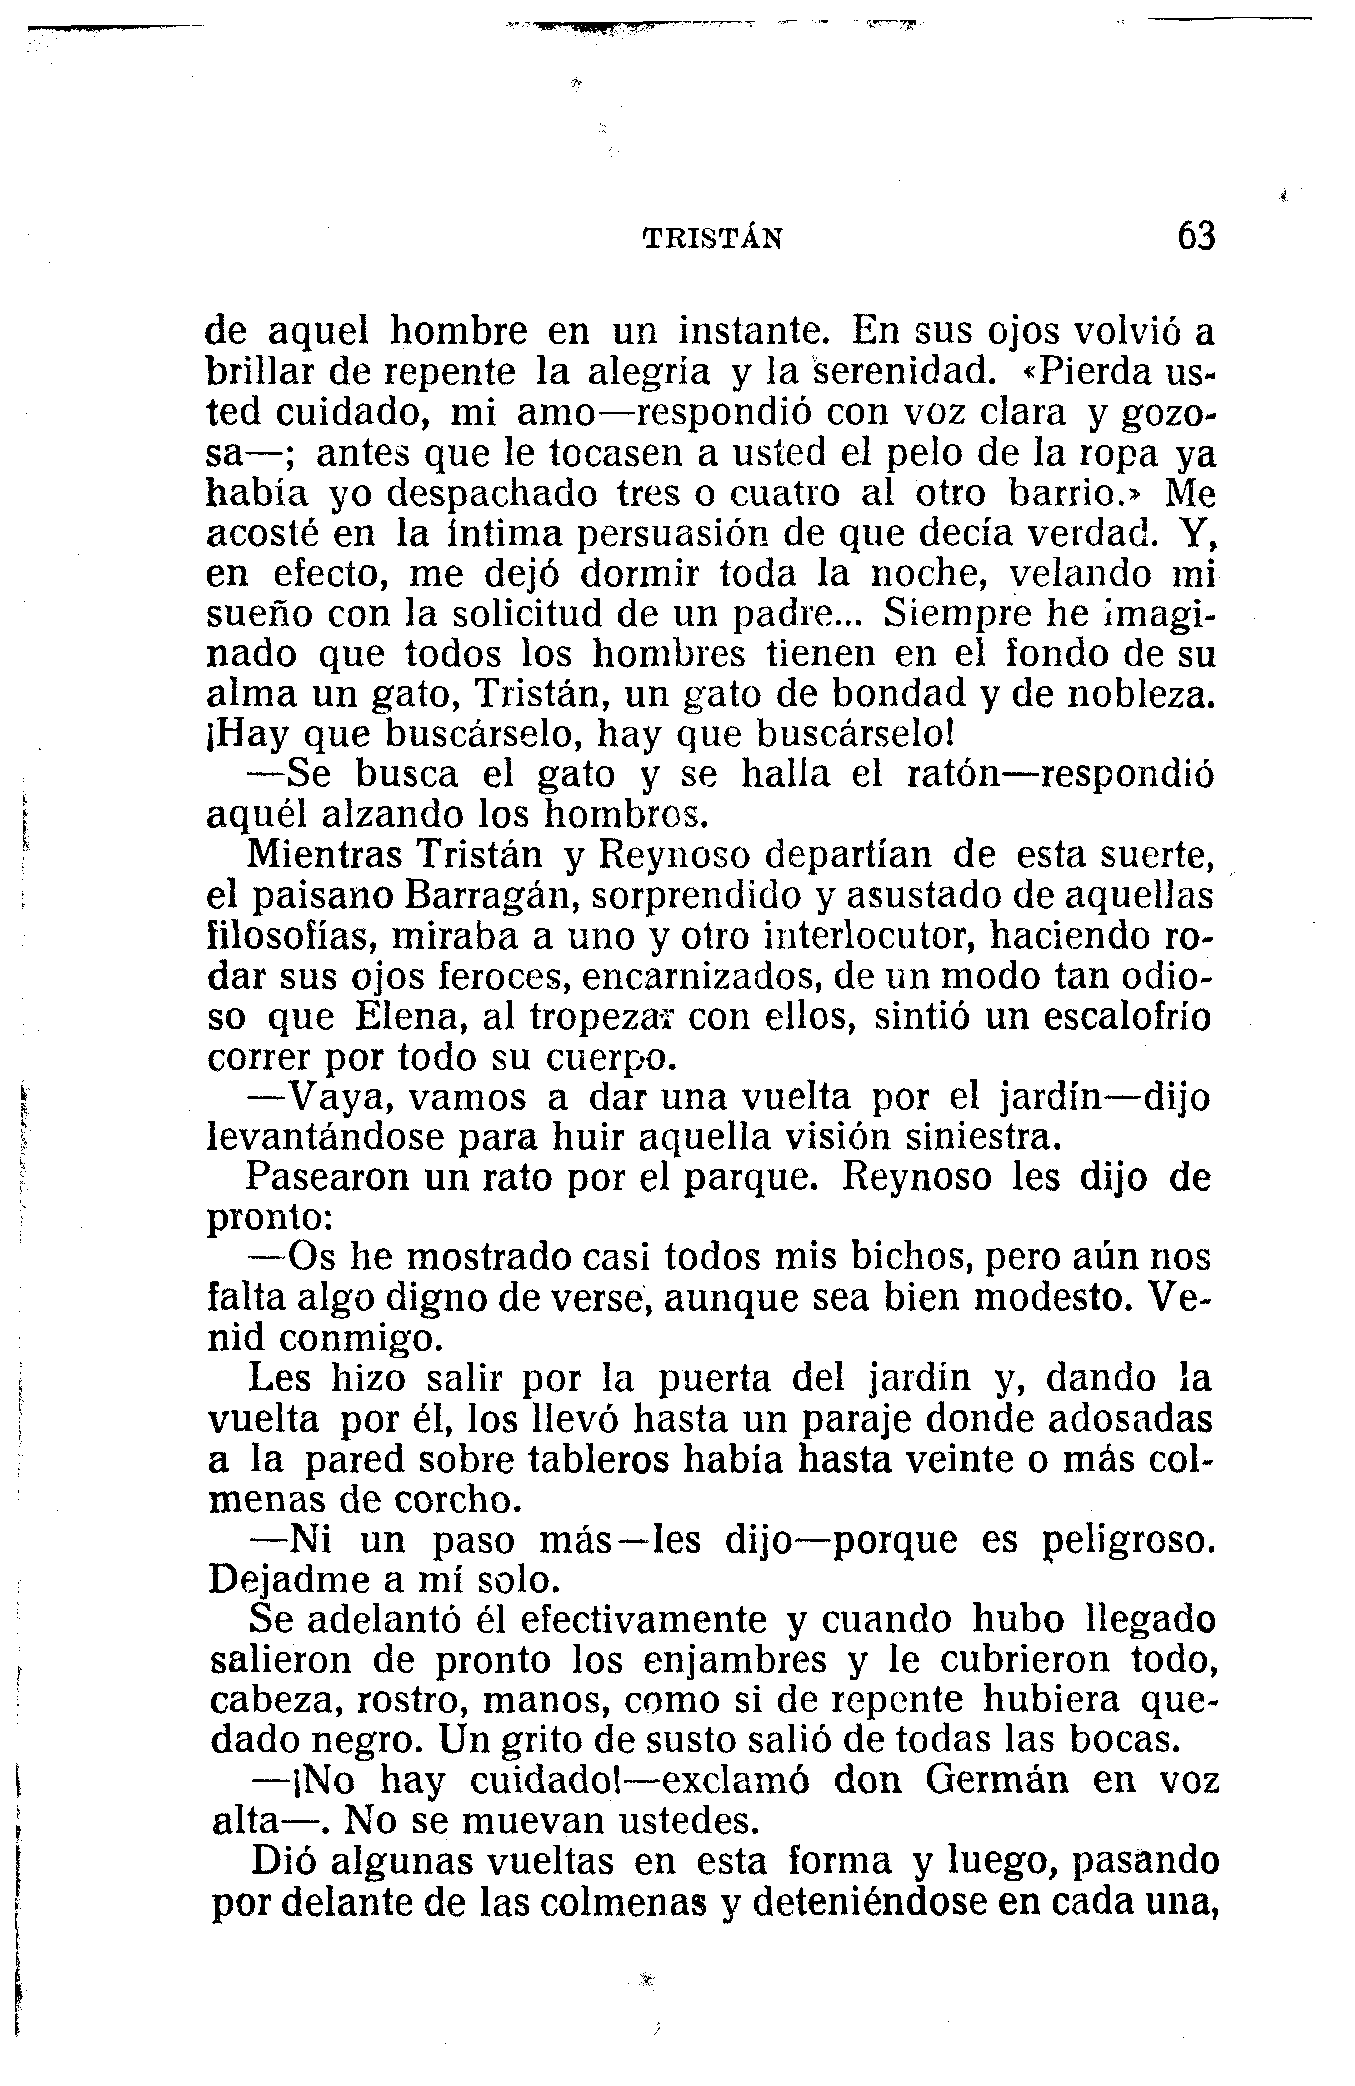 TRISTÁN 63
de aquel hombre en un instante. En sus ojos volvió a
brillar de repente la alegría y la serenidad. «Pierda us-
ted cuidado, mi amo—respondió con voz clara y gozo-
sa—; antes que le tocasen a usted el pelo de la ropa ya
había yo despachado tres o cuatro al otro barrio.» Me
acosté en la íntima persuasión de que decía verdad. Y,
en efecto, me dejó dormir toda la noche, velando mi
sueño con la solicitud de un padre... Siempre he imagi-
nado que todos los hombres tienen en el fondo de su
alma un gato, Tristán, un gato de bondad y de nobleza.
¡Hay que buscárselo, hay que buscárselo!
—Se busca el gato y se halla el ratón—respondió
aquél alzando los hombros.
Mientras Tristán y Reynoso departían de esta suerte,
el paisano Barragán, sorprendido y asustado de aquellas
filosofías, miraba a uno y otro interlocutor, haciendo ro-
dar sus ojos feroces, encarnizados, de un modo tan odio-
so que Elena, al tropezar con ellos, sintió un escalofrío
correr por todo su cuerpo.
—Vaya, vamos a dar una vuelta por el jardín—dijo
levantándose para huir aquella visión siniestra.
Pasearon un rato por el parque. Reynoso les dijo de
pronto:
—Os he mostrado casi todos mis bichos, pero aún nos
falta algo digno de verse, aunque sea bien modesto. Ve-
nid conmigo.
Les hizo salir por la puerta del jardín y, dando la
vuelta por él, los llevó hasta un paraje donde adosadas
a la pared sobre tableros había hasta veinte o más col-
menas de corcho.
—Ni un paso más—les dijo—porque es peligroso.
Dejadme a mí solo.
Se adelantó él efectivamente y cuando hubo llegado
salieron de pronto los enjambres y le cubrieron todo,
cabeza, rostro, manos, como si de repente hubiera que-
dado negro. Un grito de susto salió de todas las bocas.
—¡No hay cuidado!—exclamó don Germán en voz
alta—. No se muevan ustedes.
Dió algunas vueltas en esta forma y luego, pasando
por delante de las colmenas y deteniéndose en cada una,